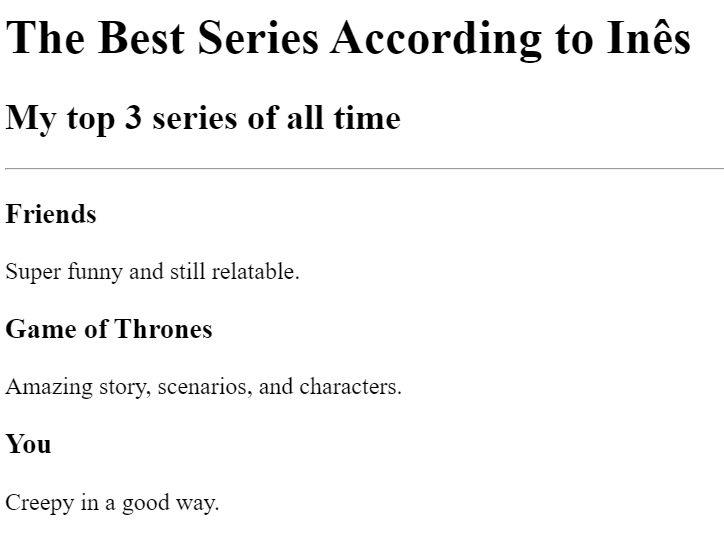 The Best Series According to Inês
My top 3 series of all time
Friends
Super funny and still relatable.
Game of Thrones
Amazing story, scenarios, and characters.
You
Creepy in a good way.